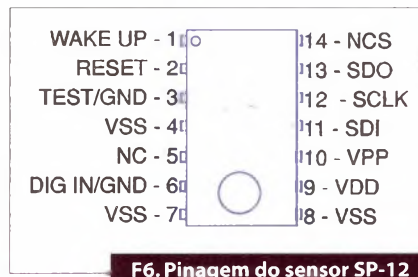 WAKE UP - 1
RESET - 2
TEST/GND - 3
VSS - 4
NC - 5
DIG IN/GND - 6
VSS - 7
14 - NCS
13 - SDO
12 - SCLK
11 - SDI
10 - VPP
9 - VDD
8 - VSS
F6. Pinagem do sensor SP-12